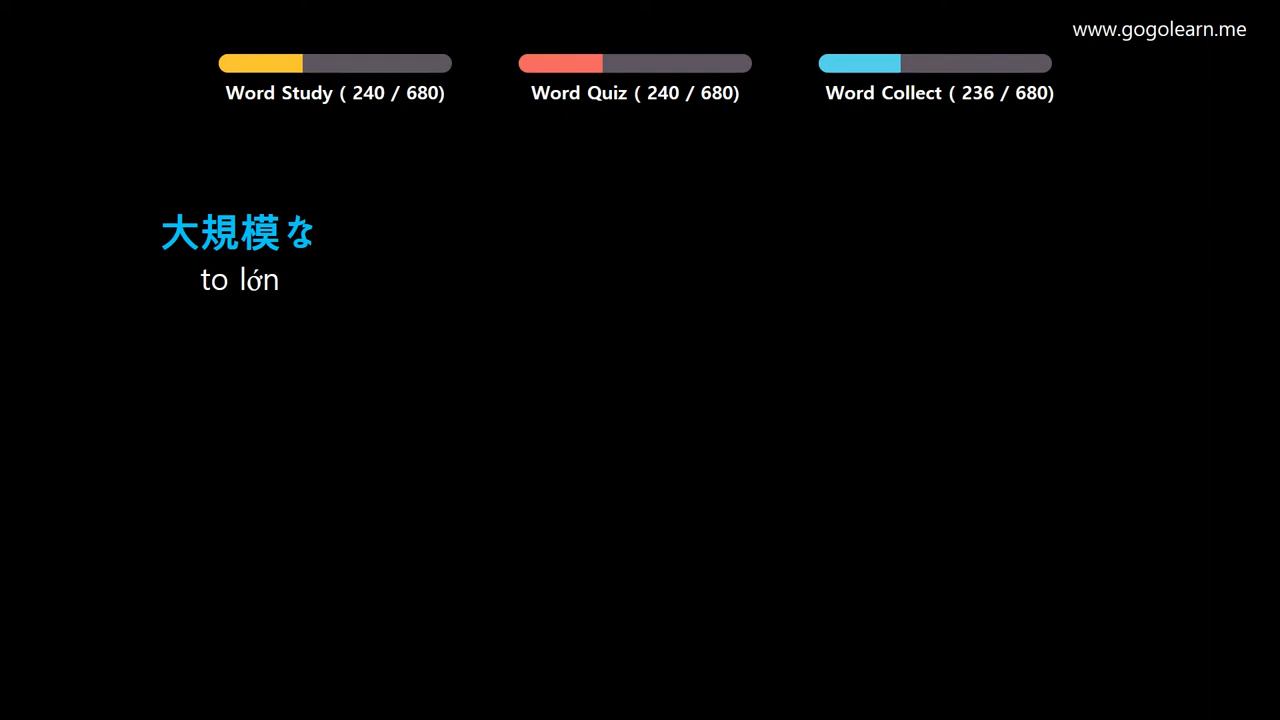 www.gogolearn.me
Word Study ( 240 / 680)
Word Quiz ( 240 / 680)
Word Collect ( 236 / 680)
大規模な
to lớn